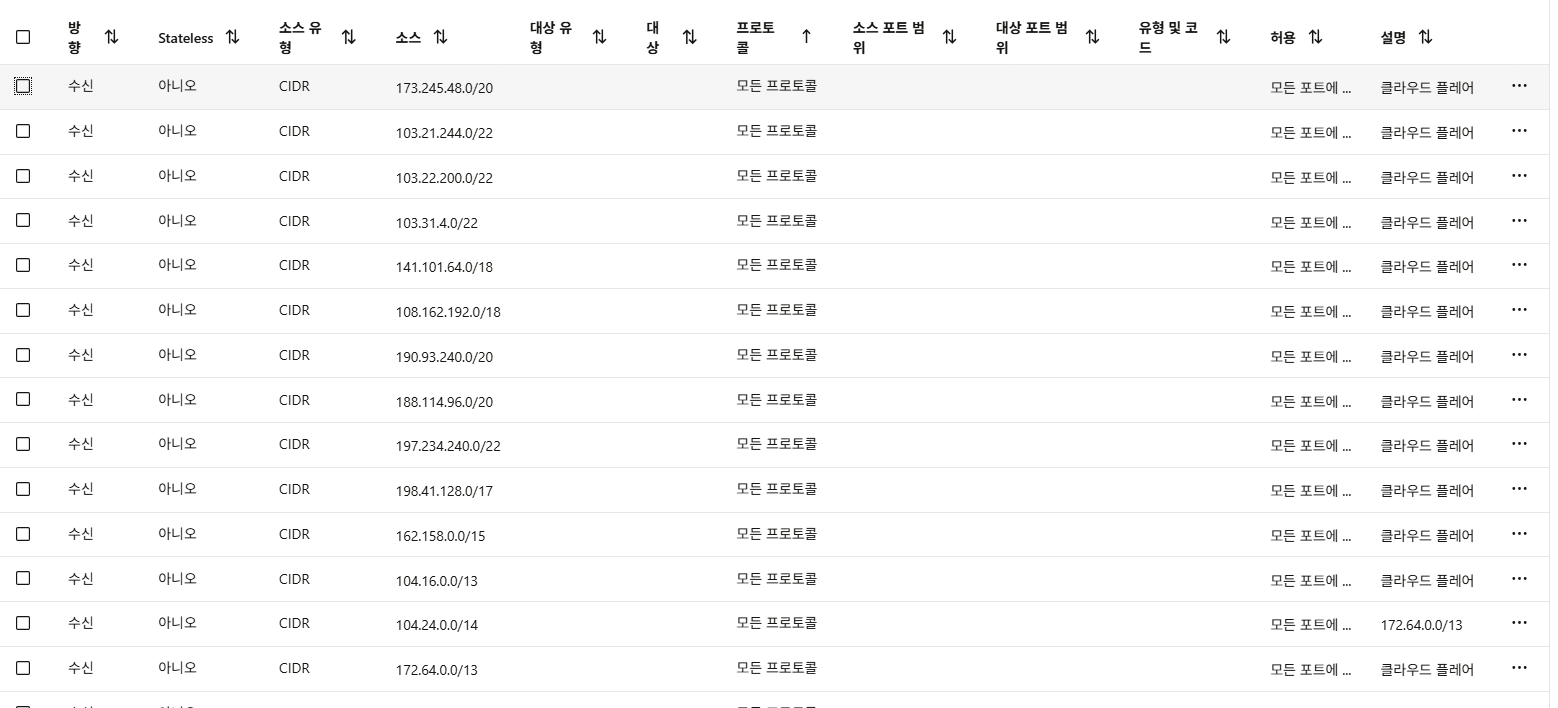 방향 Stateless 소스 유형 소스 대상 유형 대상 프로토콜 소스 포트 범위 대상 포트 범위 유형 및 코드 허용 설명
수신 아니오 CIDR 173.245.48.0/20 모든 프로토콜 모든 포트에 ... 클라우드 플레어
수신 아니오 CIDR 103.21.244.0/22 모든 프로토콜 모든 포트에 ... 클라우드 플레어
수신 아니오 CIDR 103.22.200.0/22 모든 프로토콜 모든 포트에 ... 클라우드 플레어
수신 아니오 CIDR 103.31.4.0/22 모든 프로토콜 모든 포트에 ... 클라우드 플레어
수신 아니오 CIDR 141.101.64.0/18 모든 프로토콜 모든 포트에 ... 클라우드 플레어
수신 아니오 CIDR 108.162.192.0/18 모든 프로토콜 모든 포트에 ... 클라우드 플레어
수신 아니오 CIDR 190.93.240.0/20 모든 프로토콜 모든 포트에 ... 클라우드 플레어
수신 아니오 CIDR 188.114.96.0/20 모든 프로토콜 모든 포트에 ... 클라우드 플레어
수신 아니오 CIDR 197.234.240.0/22 모든 프로토콜 모든 포트에 ... 클라우드 플레어
수신 아니오 CIDR 198.41.128.0/17 모든 프로토콜 모든 포트에 ... 클라우드 플레어
수신 아니오 CIDR 162.158.0.0/15 모든 프로토콜 모든 포트에 ... 클라우드 플레어
수신 아니오 CIDR 104.16.0.0/13 모든 프로토콜 모든 포트에 ... 클라우드 플레어
수신 아니오 CIDR 104.24.0.0/14 모든 프로토콜 모든 포트에 ... 172.64.0.0/13
수신 아니오 CIDR 172.64.0.0/13 모든 프로토콜 모든 포트에 ... 클라우드 플레어